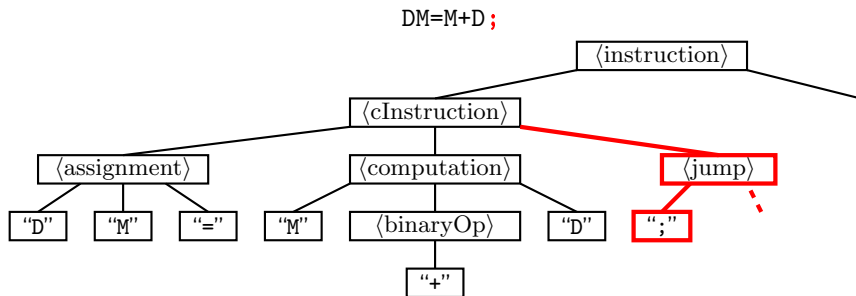 DM=M+D;
⟨instruction⟩
⟨cInstruction⟩
⟨assignment⟩ ⟨computation⟩ ⟨jump⟩
“D” “M” “=” “M” ⟨binaryOp⟩ “D” “;”
“+”